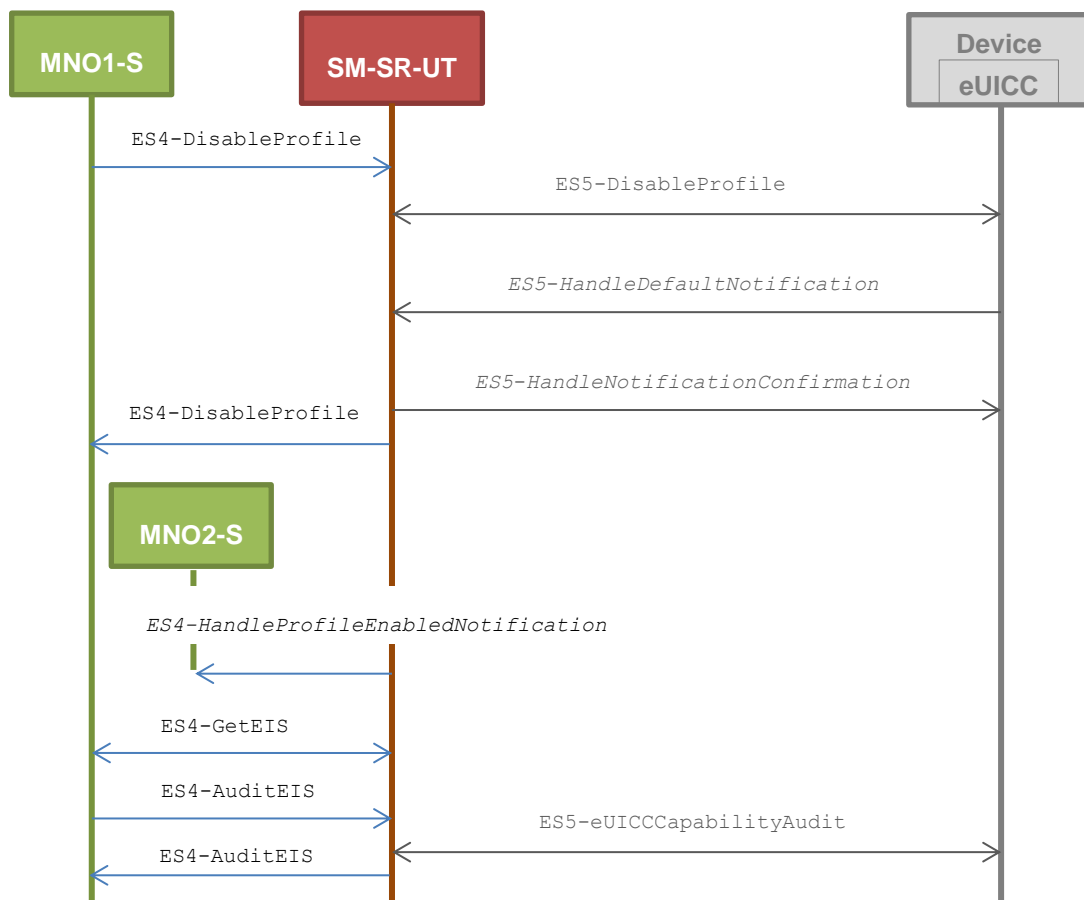 MNO1-S
SM-SR-UT
Device
eUICC
ES4-DisableProfile
ES5-DisableProfile
ES5-HandleDefaultNotification
ES5-HandleNotificationConfirmation
ES4-DisableProfile
MNO2-S
ES4-HandleProfileEnabledNotification
ES4-GetEIS
ES4-AuditEIS
ES5-eUICCCapabilityAudit
ES4-AuditEIS